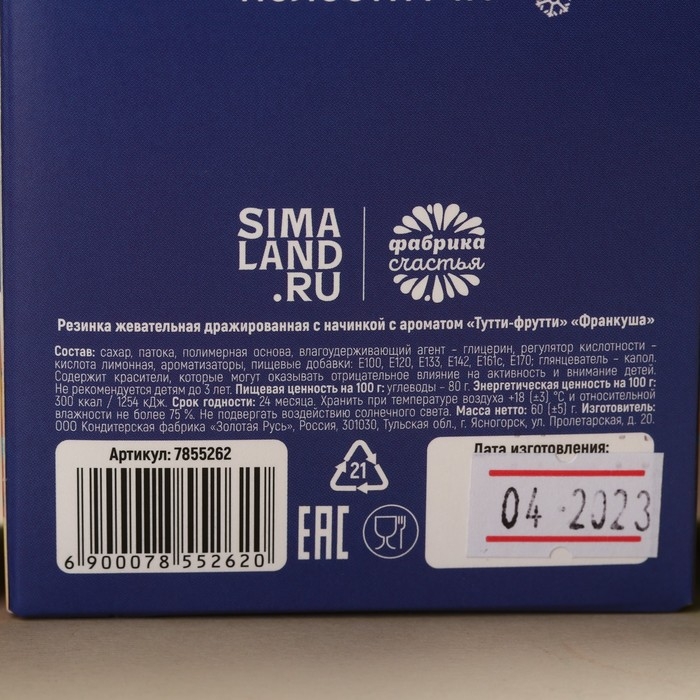 SIMA
LAND
.RU
фабрика
счастья
Резинка жевательная дражированная с начинкой с ароматом «Тутти-фрутти» «Франкуша»
Состав: сахар, патока, полимерная основа, влагоудерживающий агент – глицерин, регулятор кислотности –
кислота лимонная, ароматизаторы, пищевые добавки: Е100, Е120, Е133, Е142, Е161с, Е170; глянцеватель – капол.
Содержит красители, которые могут оказывать отрицательное влияние на активность и внимание детей.
Не рекомендуется детям до 3 лет. Пищевая ценность на 100 г: углеводы – 80 г. Энергетическая ценность на 100 г:
300 ккал / 1254 кДж. Срок годности: 24 месяца. Хранить при температуре воздуха +18 (±3) °С и относительной
влажности не более 75 %. Не подвергать воздействию солнечного света. Масса нетто: 60 (±5) г. Изготовитель:
ООО Кондитерская фабрика «Золотая Русь», Россия, 301030, Тульская обл., г. Ясногорск, ул. Пролетарская, д. 20.
Артикул: 7855262
6 900078 552620
21
EAC
Дата изготовления:
04 2023